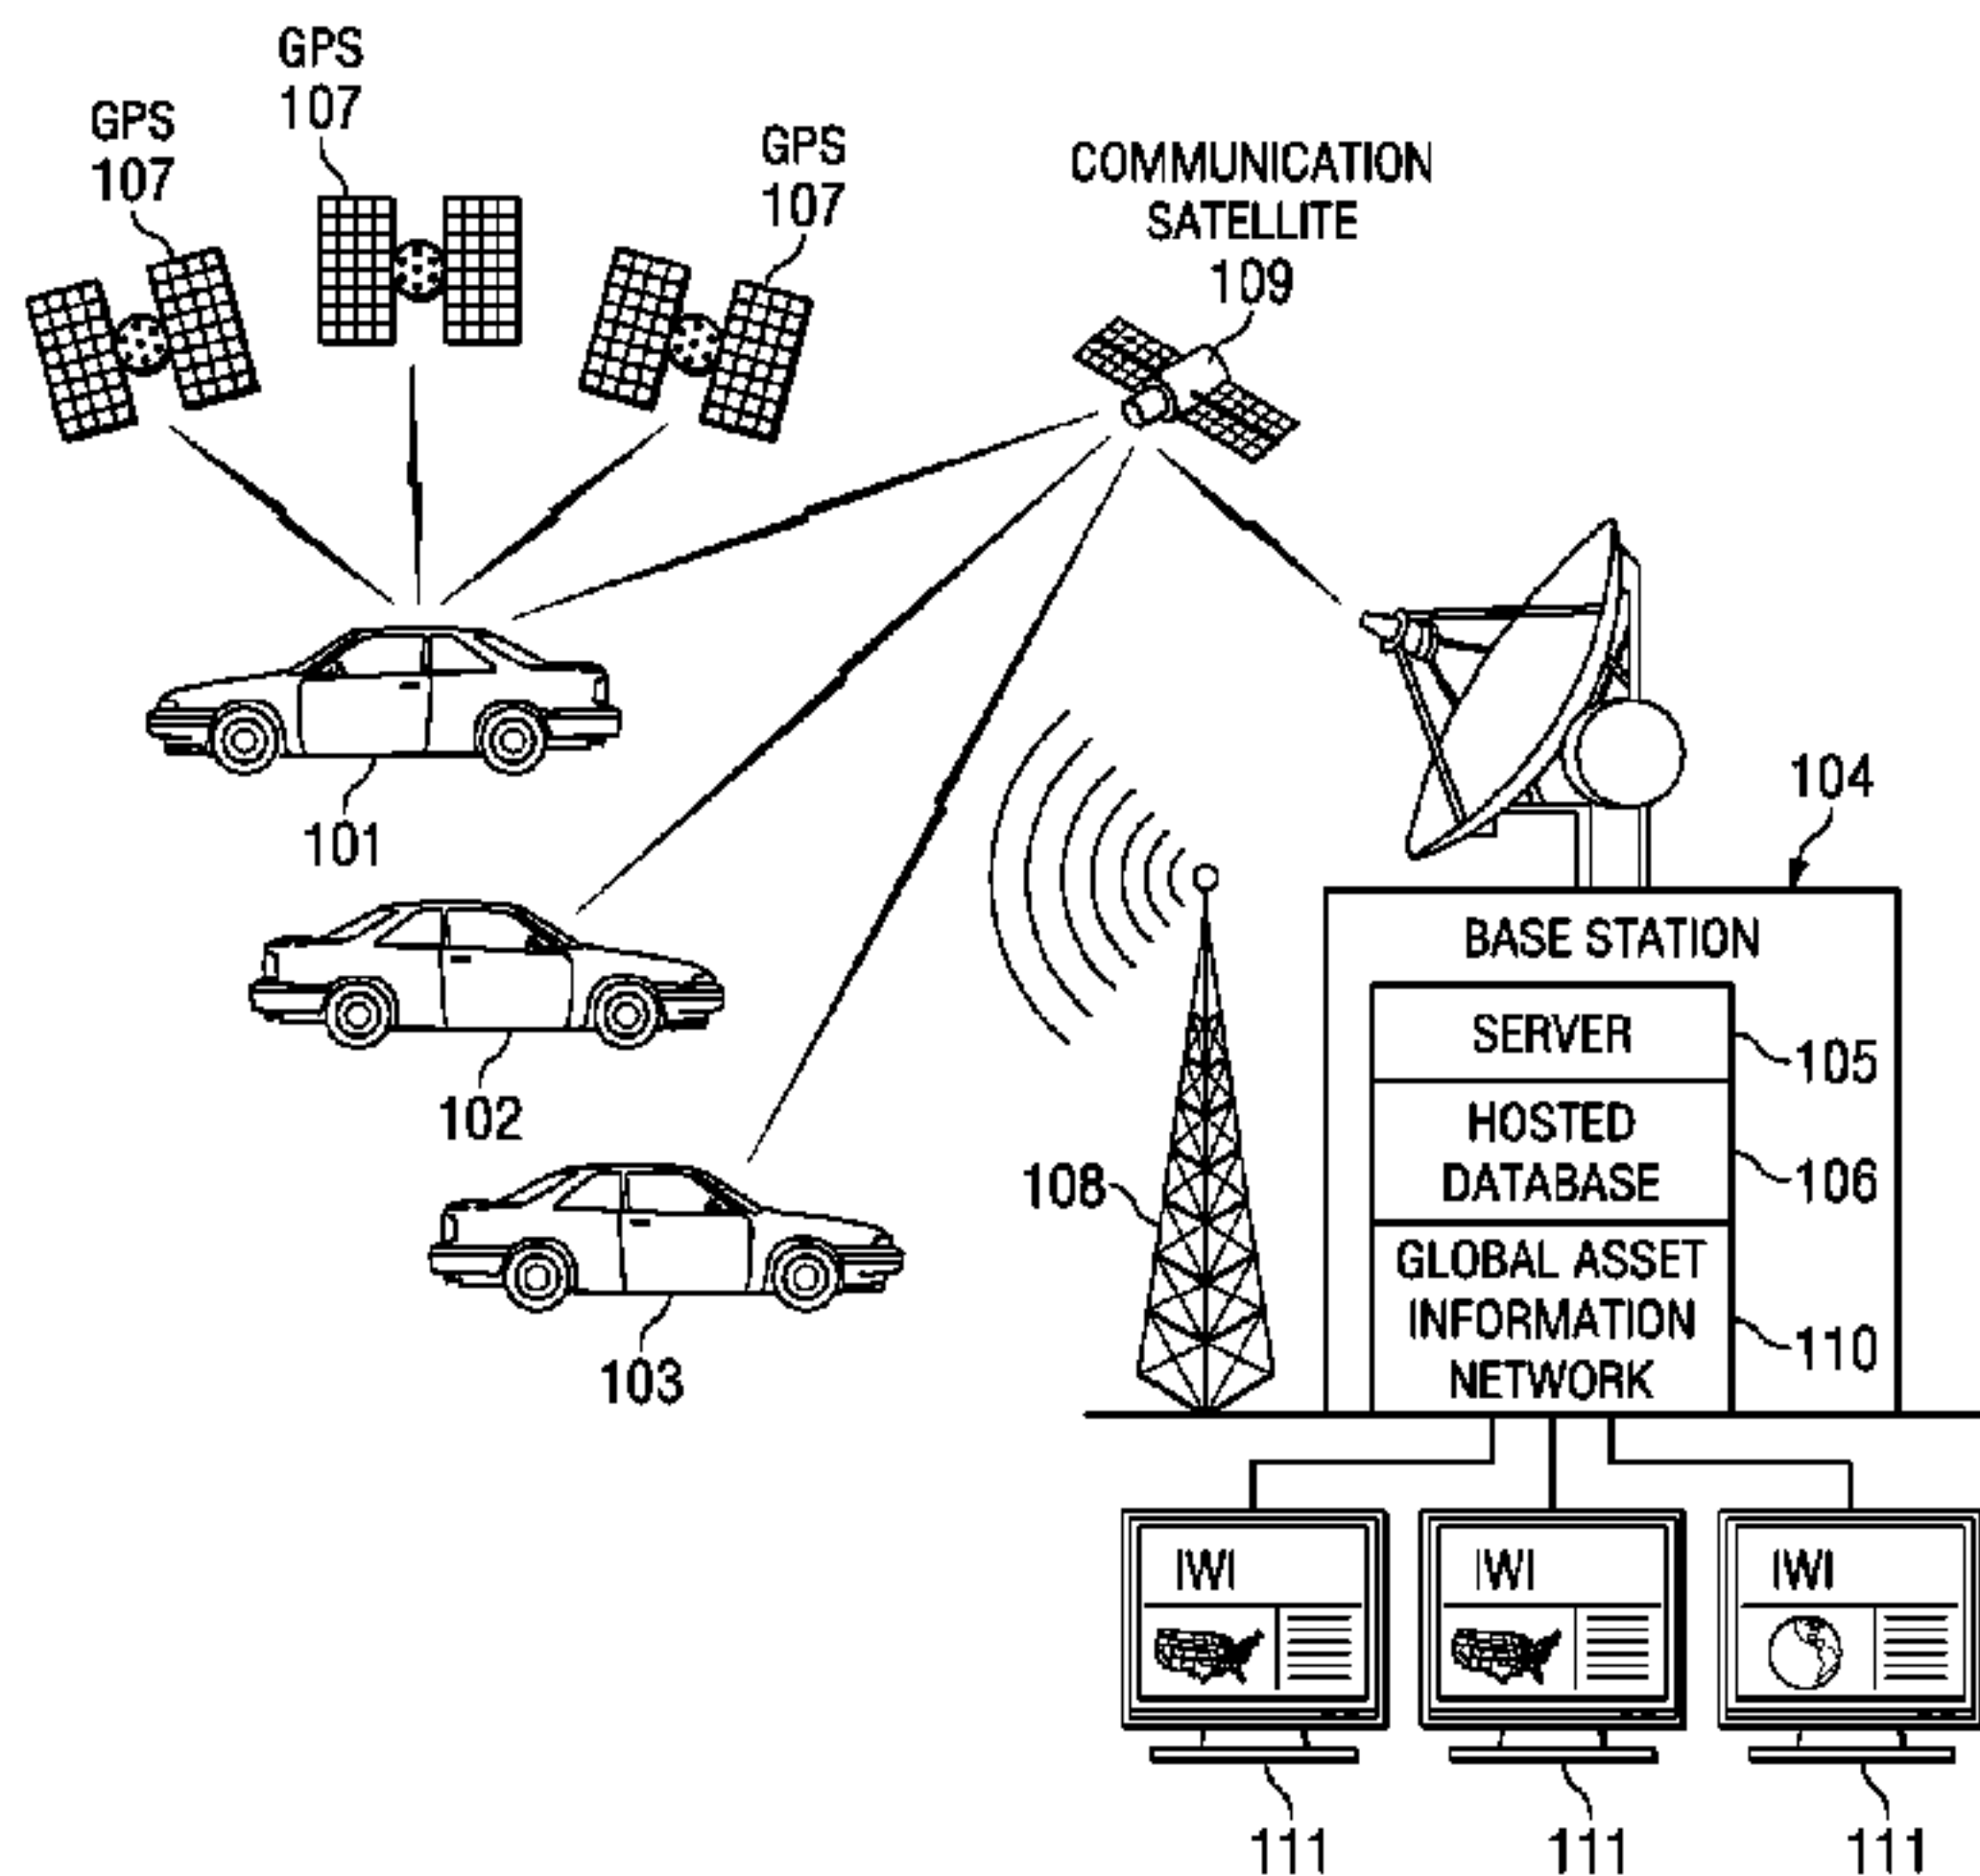 GPS
107
GPS
107
GPS
107
COMMUNICATION
SATELLITE
109
101
102
103
104
BASE STATION
SERVER
105
HOSTED
DATABASE
106
108
GLOBAL ASSET
INFORMATION
NETWORK
110
IWI
IWI
IWI
111
111
111